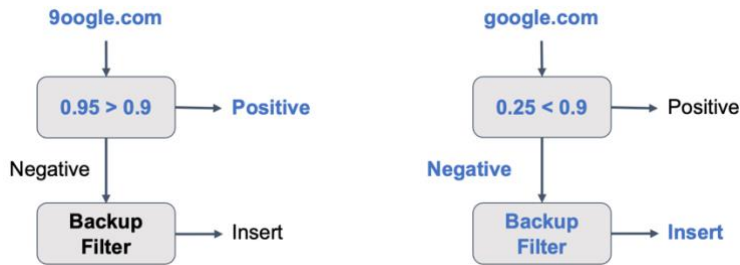 9oogle.com
0.95 > 0.9
Positive
Negative
Backup
Filter
Insert
google.com
0.25 < 0.9
Positive
Negative
Backup
Filter
Insert